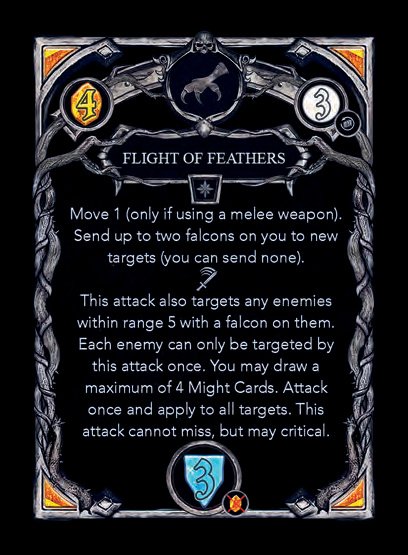 4
3
FLIGHT OF FEATHERS
Move 1 (only if using a melee weapon).
Send up to two falcons on you to new
targets (you can send none).
This attack also targets any enemies
within range 5 with a falcon on them.
Each enemy can only be targeted by
this attack once. You may draw a
maximum of 4 Might Cards. Attack
once and apply to all targets. This
attack cannot miss, but may critical.
3